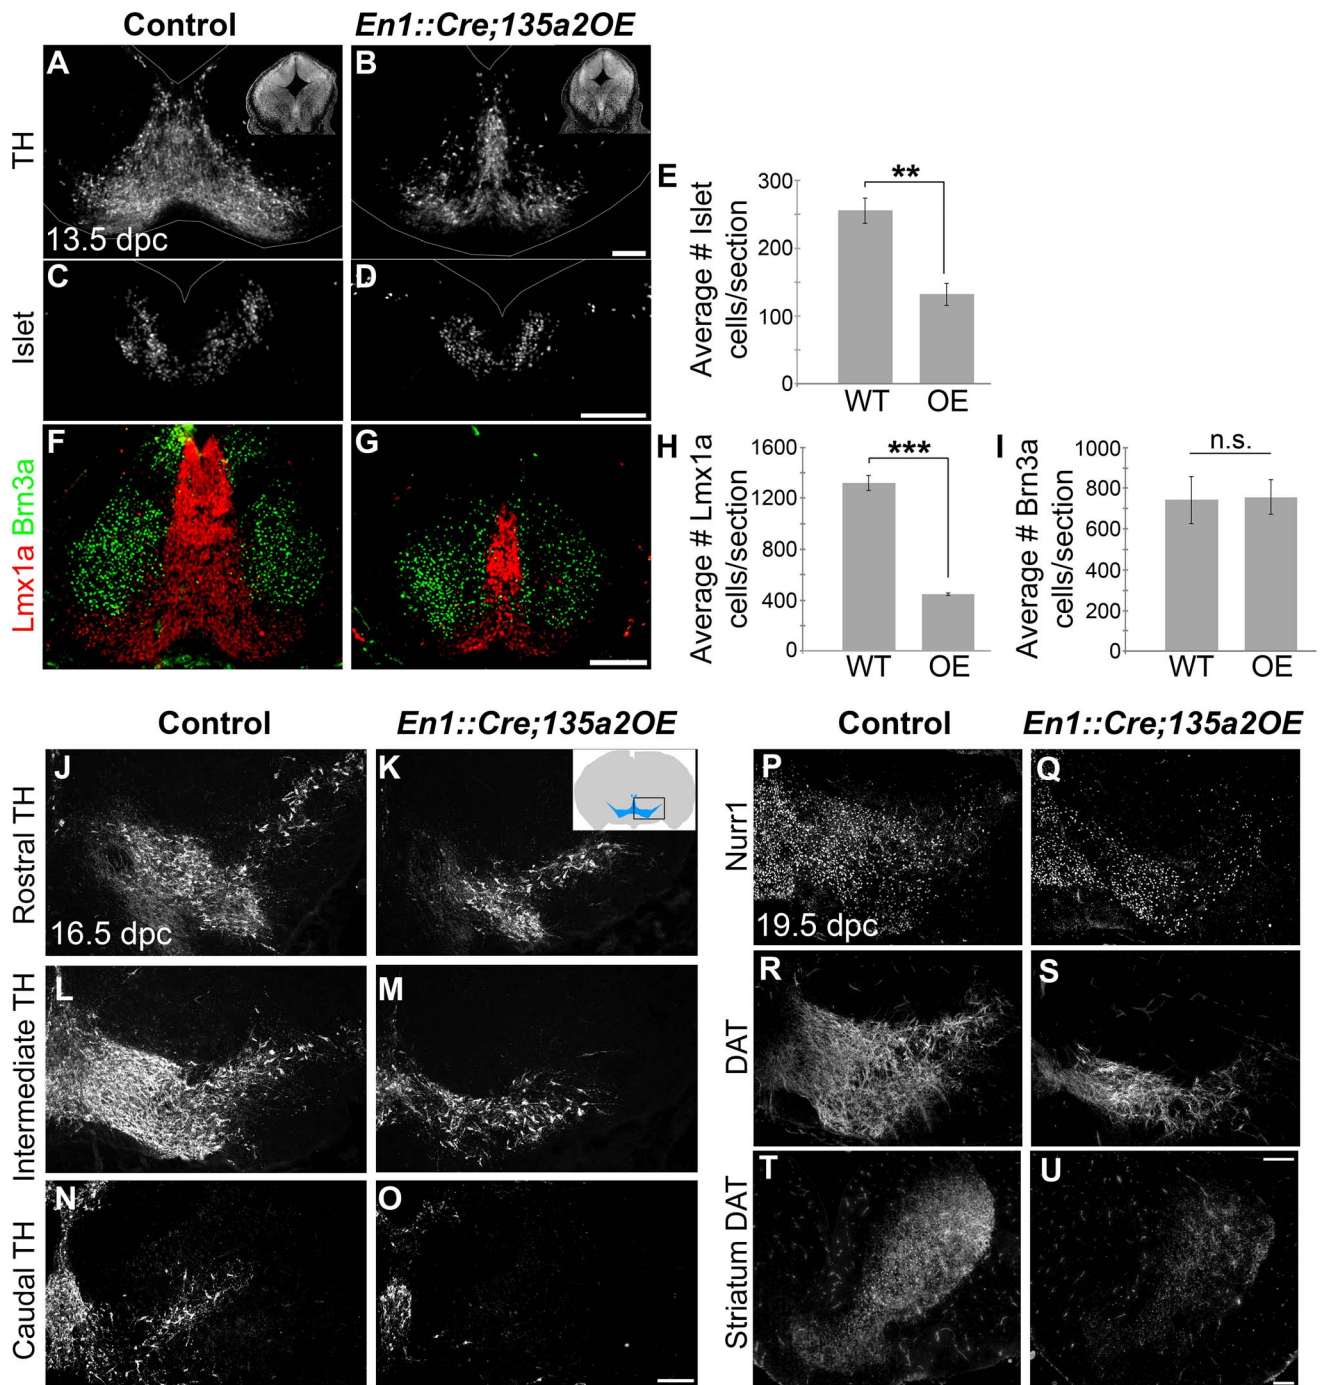 Control
En1::Cre;135a2OE
A
B
TH
13.5 dpc
C
D
Islet
E
Average # Islet
cells/section
300
200
100
0
**
WT
OE
F
G
Lmx1a Brn3a
H
Average # Lmx1a
cells/section
1600
1200
800
400
0
***
WT
OE
I
Average # Brn3a
cells/section
1000
800
600
400
200
0
n.s.
WT
OE
Control
En1::Cre;135a2OE
J
K
Rostral TH
16.5 dpc
L
M
Intermediate TH
N
O
Caudal TH
Control
En1::Cre;135a2OE
P
Q
Nurr1
19.5 dpc
R
S
DAT
T
U
Striatum DAT